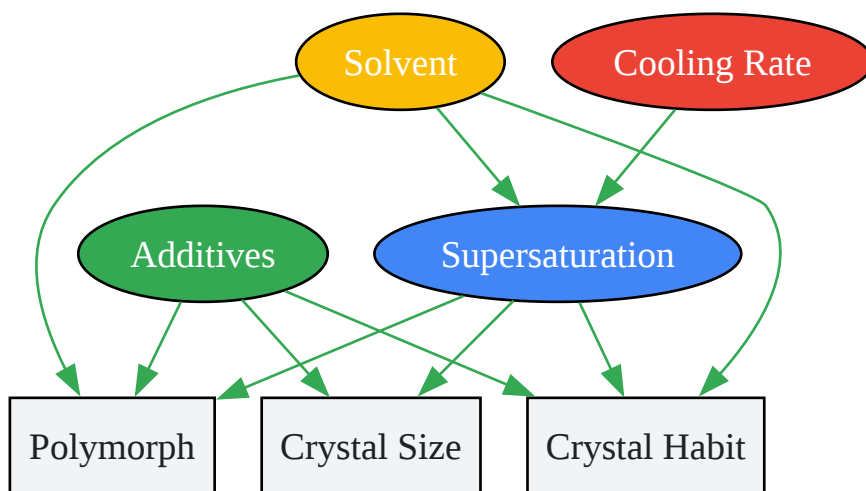 Solvent
Cooling Rate
Additives
Supersaturation
Polymorph
Crystal Size
Crystal Habit